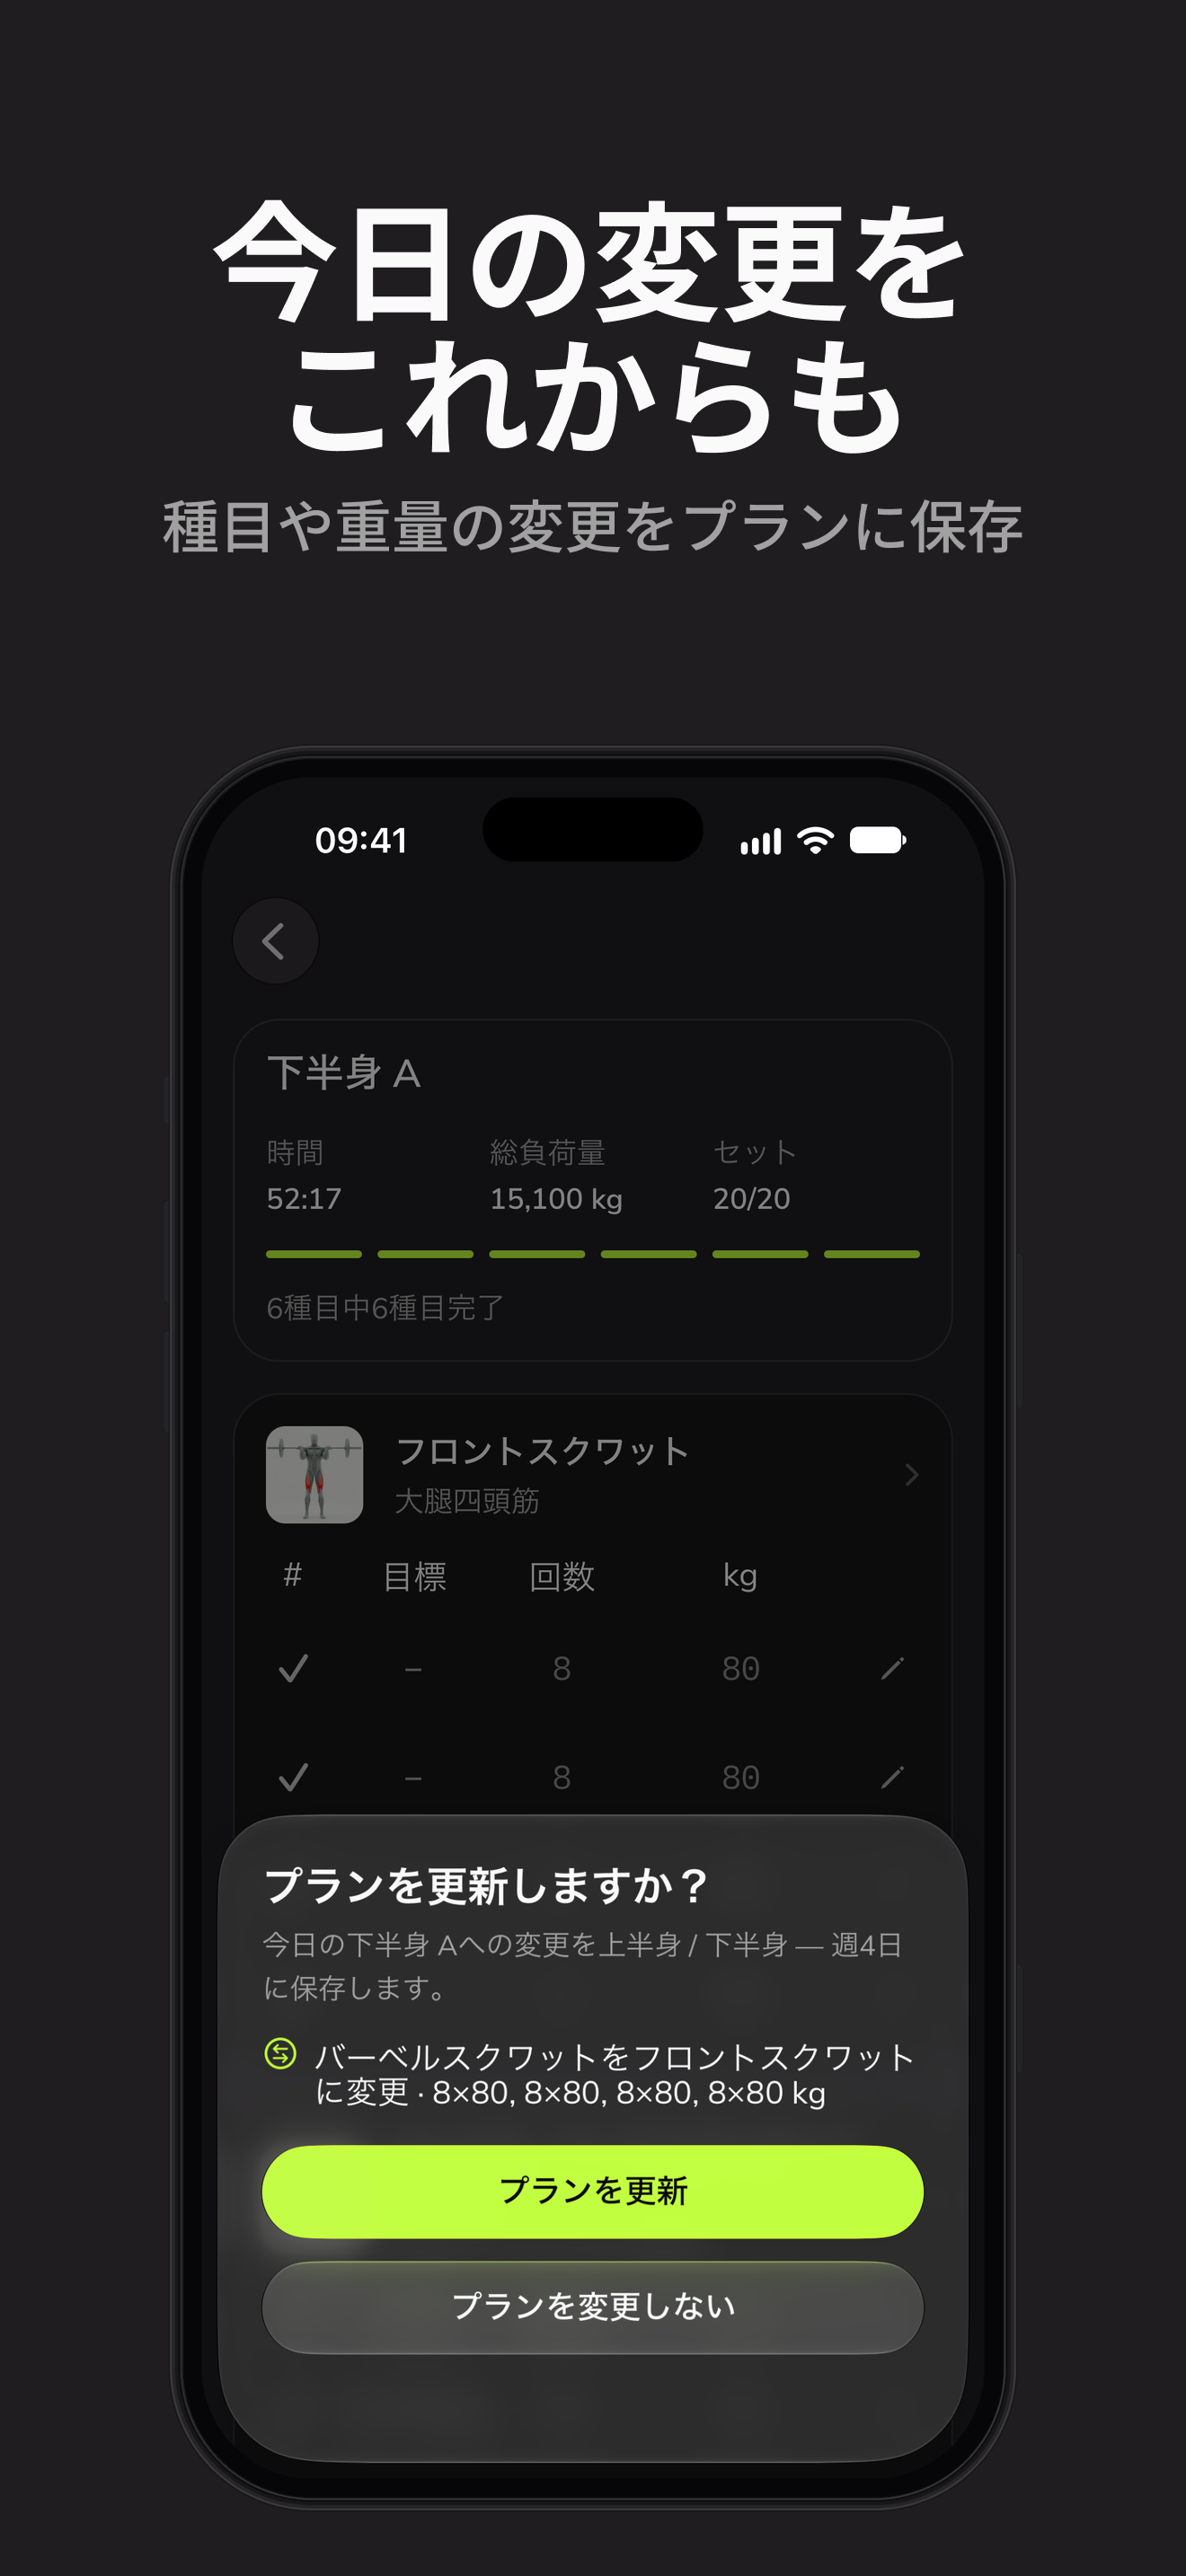 今日の変更を
これからも
種目や重量の変更をプランに保存
09:41
下半身 A
時間 総負荷量 セット
52:17 15,100 kg 20/20
6種目中6種目完了
フロントスクワット
大腿四頭筋
# 目標 回数 kg
– 8 80
– 8 80
プランを更新しますか？
今日の下半身 Aへの変更を上半身 / 下半身 — 週4日
に保存します。
バーベルスクワットをフロントスクワット
に変更 · 8×80, 8×80, 8×80, 8×80 kg
プランを更新
プランを変更しない